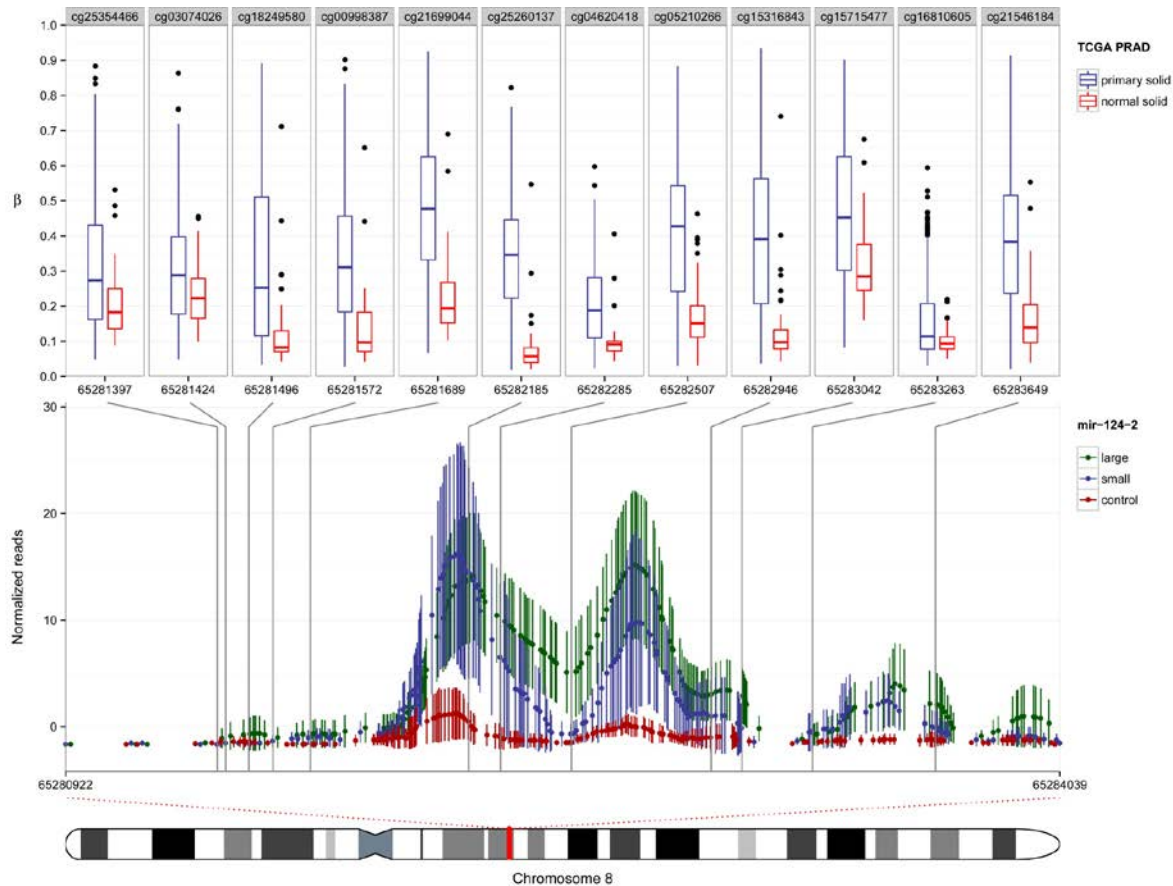 cg25354466 cg03074026 cg18249580 cg00998387 cg21699044 cg25260137 cg04620418 cg05210266 cg15316843 cg15715477 cg16810605 cg21546184
1.0
0.9
0.8
0.7
0.6
0.5
0.4
0.3
0.2
0.1
0.0
β
TCGA PRAD
primary solid
normal solid
65281397 65281424 65281496 65281572 65281689 65282185 65282285 65282507 65282946 65283042 65283263 65283649
30
20
10
0
Normalized reads
mir-124-2
large
small
control
65280922 65284039
Chromosome 8